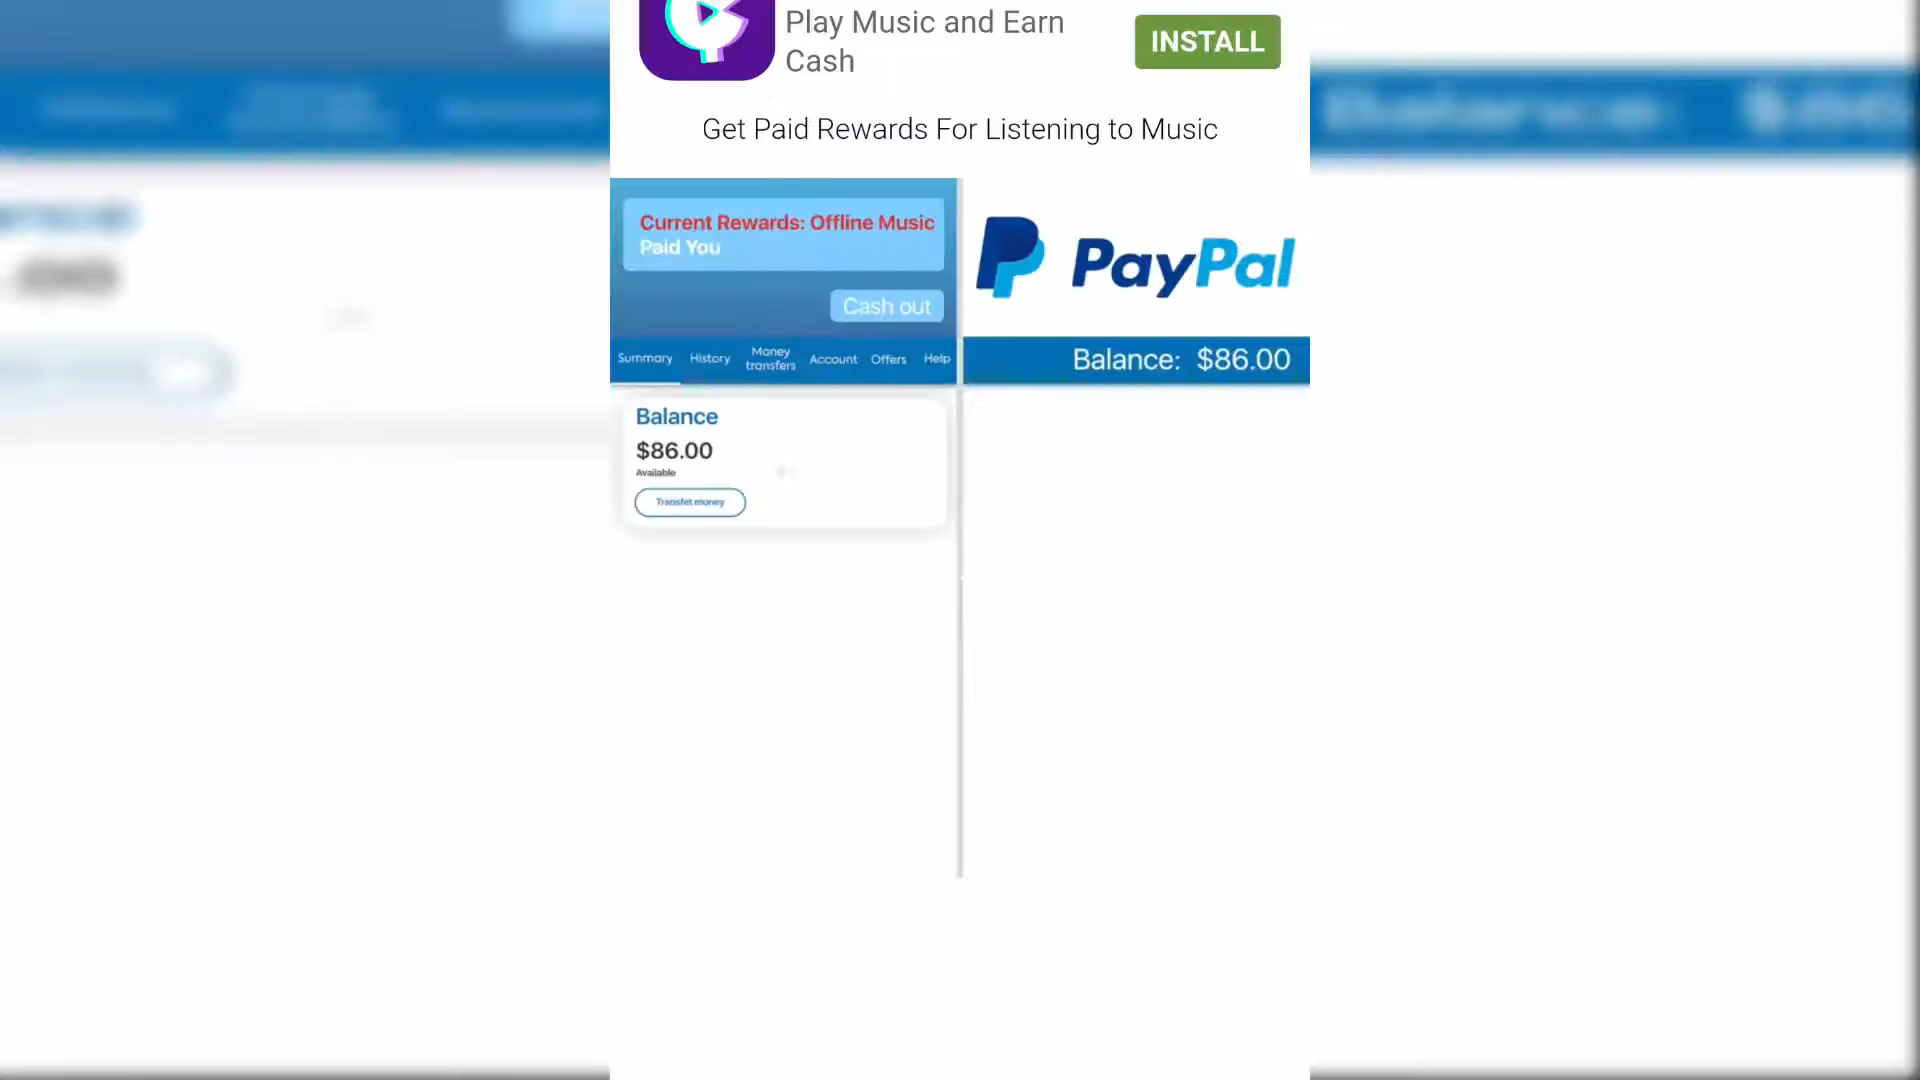 Play Music and Earn
Cash
INSTALL
Get Paid Rewards For Listening to Music
Current Rewards: Offline Music
Paid You
Cash out
PayPal
Summary History Money transfers Account Offers Help
Balance: $86.00
Balance
$86.00
Available
Transfet money